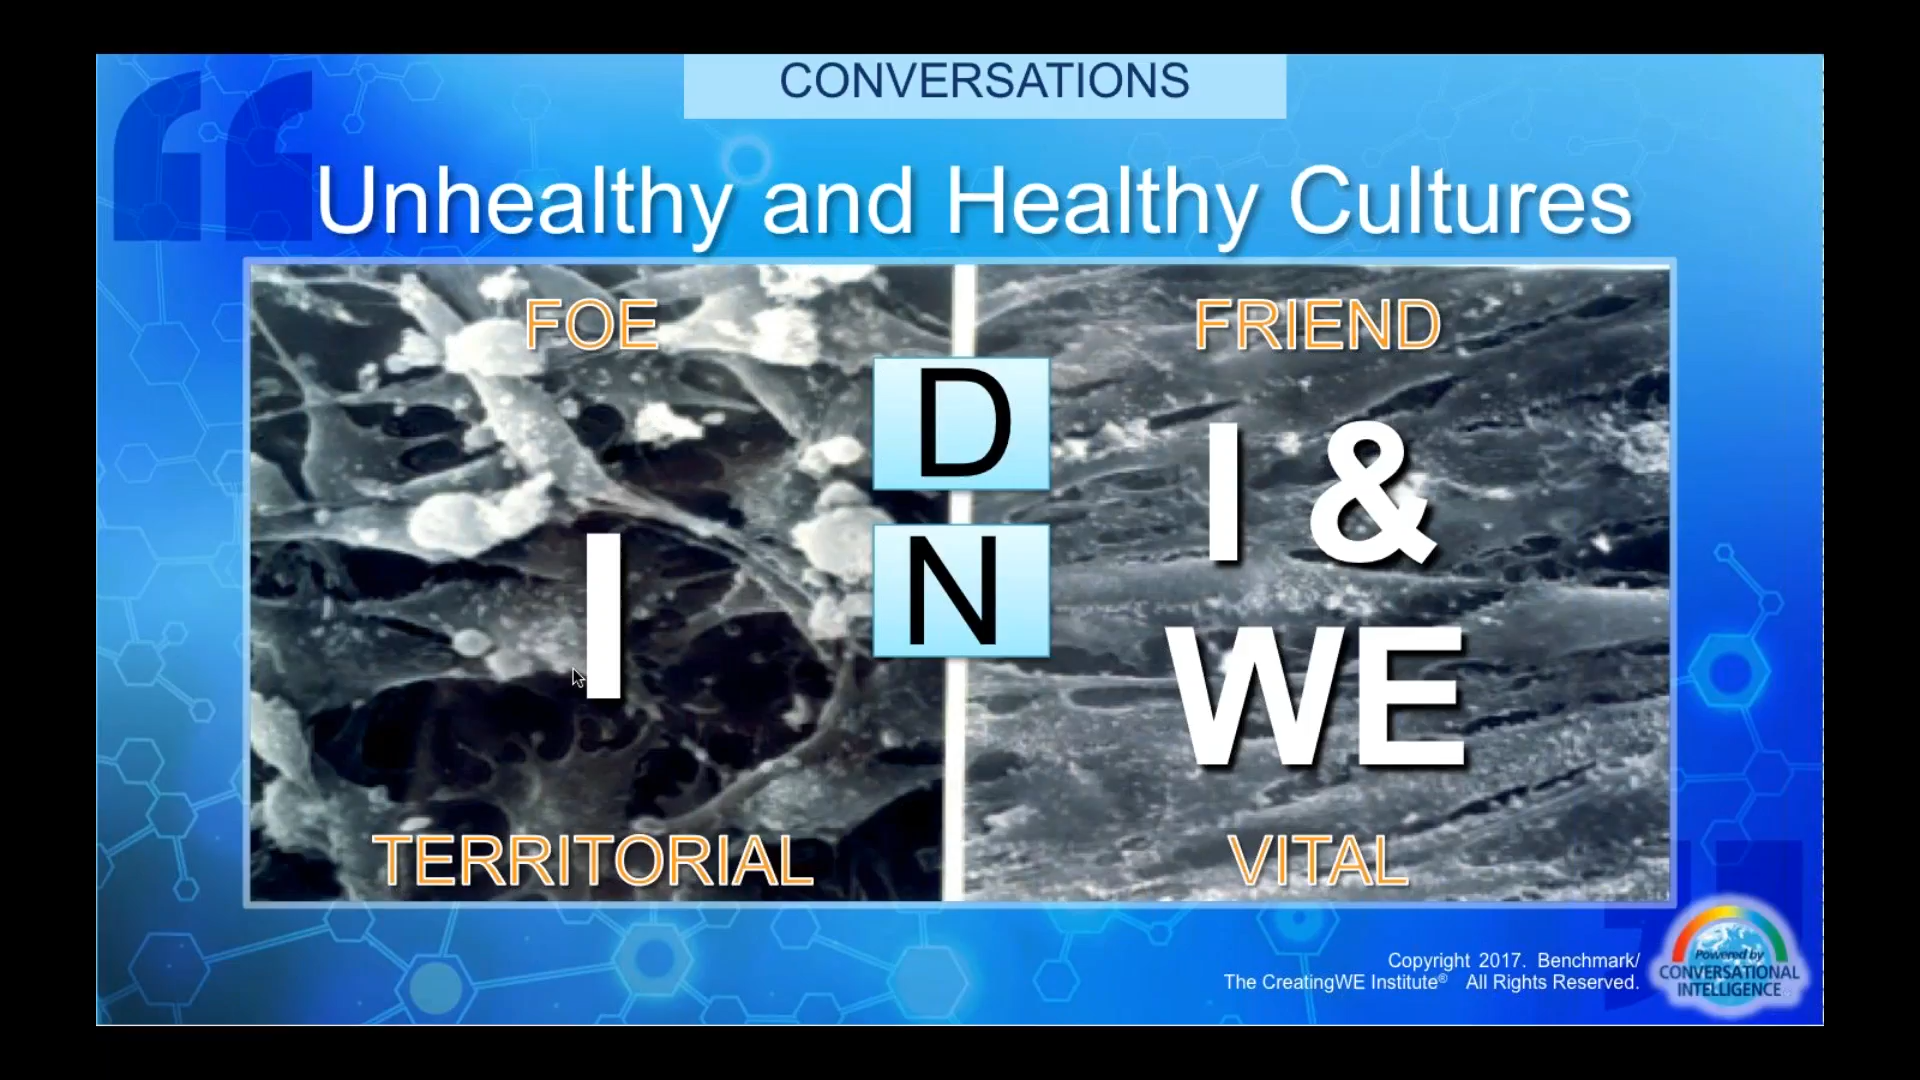 CONVERSATIONS
Unhealthy and Healthy Cultures
FOE
I
TERRITORIAL
D
N
FRIEND
I &
WE
VITAL
Copyright 2017. Benchmark/
The CreatingWE Institute® All Rights Reserved.
Powered by
CONVERSATIONAL
INTELLIGENCE